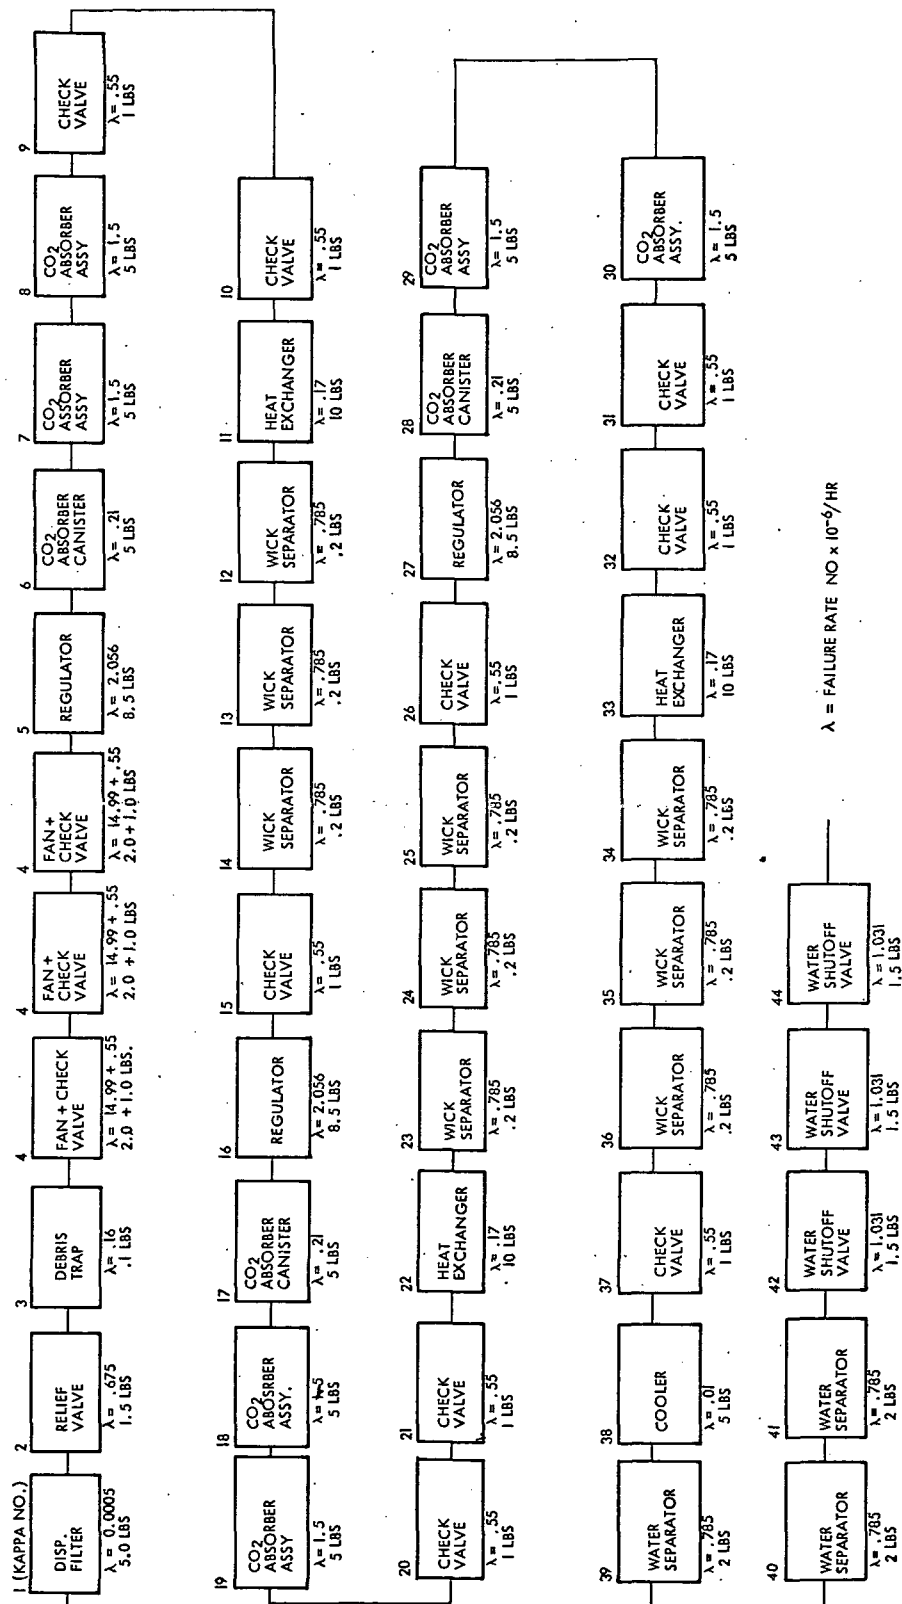 1 (KAPPA NO.)
DISP.
FILTER
λ = 0.0005
5.0 LBS
2
RELIEF
VALVE
λ = .675
1.5 LBS
3
DEBRIS
TRAP
λ = .16
.1 LBS
4
FAN + CHECK
VALVE
λ = 14.99 + .55
2.0 + 1.0 LBS.
4
FAN +
CHECK
VALVE
λ = 14.99 + .55
2.0 + 1.0 LBS
4
FAN +
CHECK
VALVE
λ = 14.99 + .55
2.0 + 1.0 LBS
5
REGULATOR
λ = 2.056
8.5 LBS
6
CO2
ABSORBER
CANISTER
λ = .21
5 LBS
7
CO2
ASSORBER
ASSY
λ = 1.5
5 LBS
8
CO2
ABSORBER
ASSY
λ = 1.5
5 LBS
9
CHECK
VALVE
λ = .55
1 LBS
10
CHECK
VALVE
λ = .55
1 LBS
11
HEAT
EXCHANGER
λ = .17
10 LBS
12
WICK
SEPARATOR
λ = .785
.2 LBS
13
WICK
SEPARATOR
λ = .785
.2 LBS
14
WICK
SEPARATOR
λ = .785
.2 LBS
15
CHECK
VALVE
λ = .55
1 LBS
16
REGULATOR
λ = 2.056
8.5 LBS
17
CO2
ABSORBER
CANISTER
λ = .21
5 LBS
18
CO2
ABOSRBER
ASSY.
λ = 1.5
5 LBS
19
CO2
ABSORBER
ASSY
λ = 1.5
5 LBS
20
CHECK
VALVE
λ = .55
1 LBS
21
CHECK
VALVE
λ = .55
1 LBS
22
HEAT
EXCHANGER
λ = .17
10 LBS
23
WICK
SEPARATOR
λ = .785
.2 LBS
24
WICK
SEPARATOR
λ = .785
.2 LBS
25
WICK
SEPARATOR
λ = .785
.2 LBS
26
CHECK
VALVE
λ = .55
1 LBS
27
REGULATOR
λ = 2.056
8.5 LBS
28
CO2
ABSORBER
CANISTER
λ = .21
5 LBS
29
CO2
ABSORBER
ASSY
λ = 1.5
5 LBS
30
CO2
ABSORBER
ASSY.
λ = 1.5
5 LBS
31
CHECK
VALVE
λ = .55
1 LBS
32
CHECK
VALVE
λ = .55
1 LBS
33
HEAT
EXCHANGER
λ = .17
10 LBS
34
WICK
SEPARATOR
λ = .785
.2 LBS
35
WICK
SEPARATOR
λ = .785
.2 LBS
36
WICK
SEPARATOR
λ = .785
.2 LBS
37
CHECK
VALVE
λ = .55
1 LBS
38
COOLER
λ = .01
5 LBS
39
WATER
SEPARATOR
λ = .785
2 LBS
40
WATER
SEPARATOR
λ = .785
2 LBS
41
WATER
SEPARATOR
λ = .785
2 LBS
42
WATER
SHUTOFF
VALVE
λ = 1.031
1.5 LBS
43
WATER
SHUTOFF
VALVE
λ = 1.031
1.5 LBS
44
WATER
SHUTOFF
VALVE
λ = 1.031
1.5 LBS
λ = FAILURE RATE NO x 10-6/HR